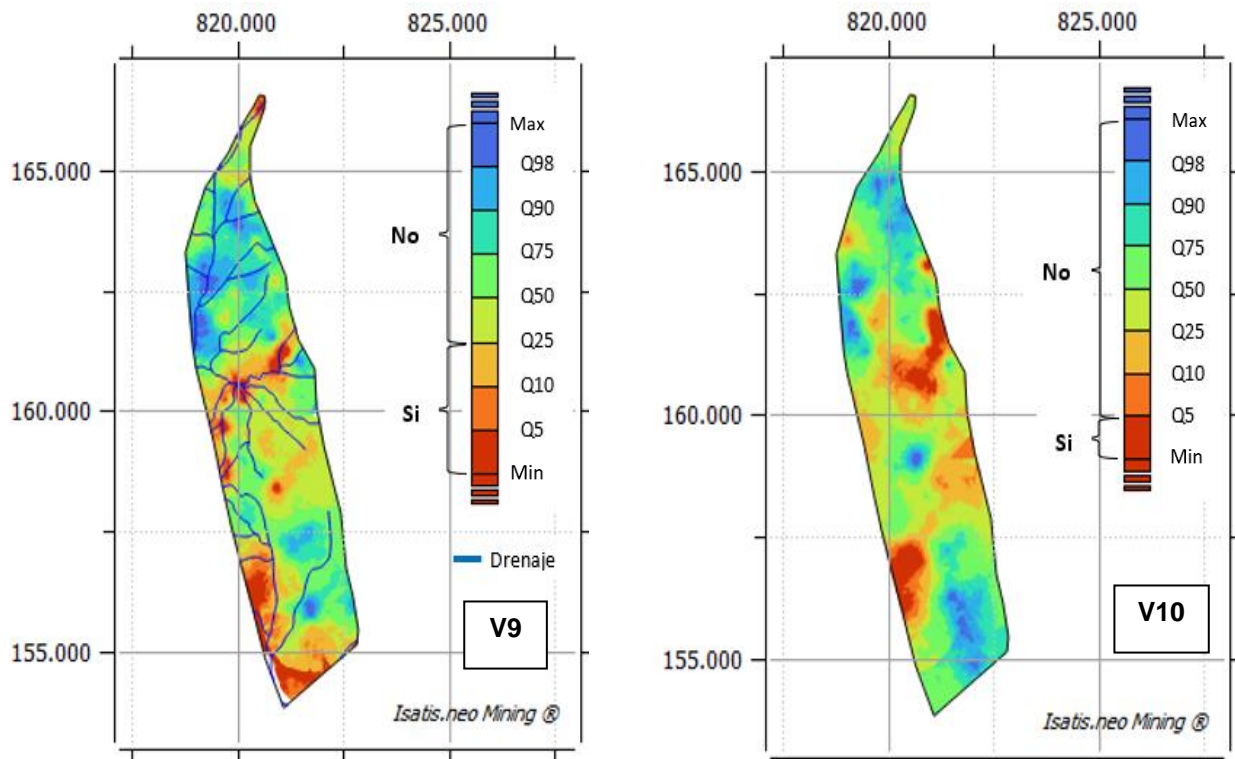 820.000 825.000
165.000
160.000
155.000
Max
Q98
Q90
Q75
Q50
Q25
Q10
Q5
Min
No
Si
Drenaje
V9
Isatis.neo Mining ®
820.000 825.000
165.000
160.000
155.000
Max
Q98
Q90
Q75
Q50
Q25
Q10
Q5
Min
No
Si
V10
Isatis.neo Mining ®